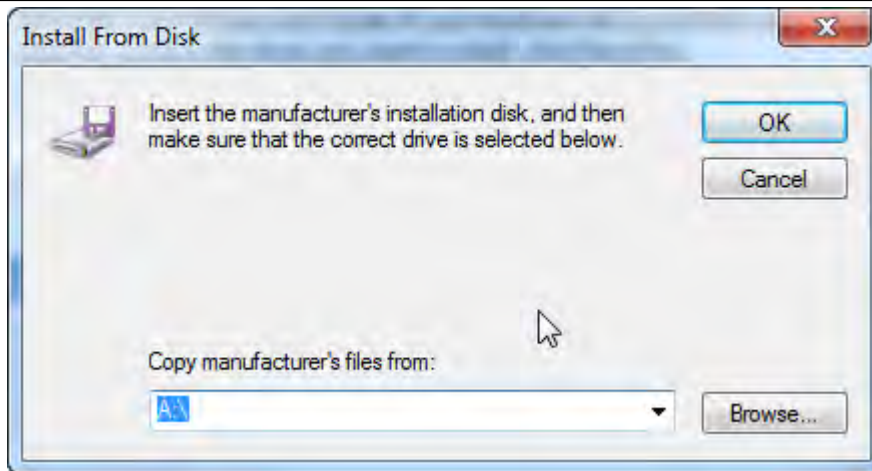 Install From Disk
Insert the manufacturer's installation disk, and then
make sure that the correct drive is selected below.
OK
Cancel
Copy manufacturer's files from:
A:\
Browse...